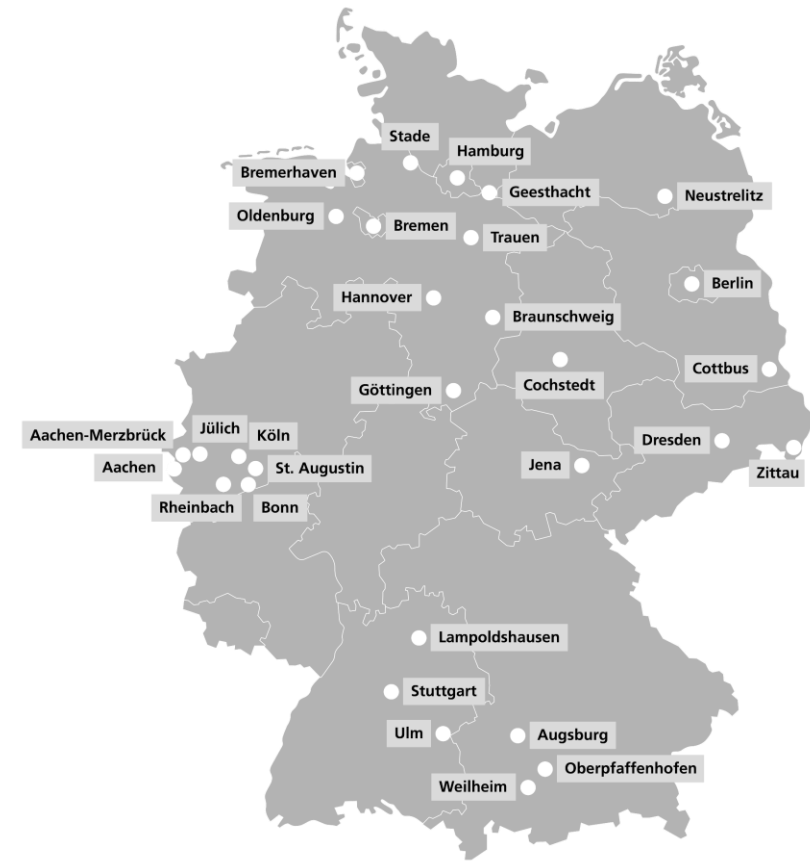 Stade
Hamburg
Bremerhaven
Geesthacht
Neustrelitz
Oldenburg
Bremen
Trauen
Berlin
Hannover
Braunschweig
Cottbus
Cochstedt
Göttingen
Aachen-Merzbrück
Jülich
Köln
Dresden
Aachen
St. Augustin
Jena
Zittau
Rheinbach
Bonn
Lampoldshausen
Stuttgart
Ulm
Augsburg
Oberpfaffenhofen
Weilheim